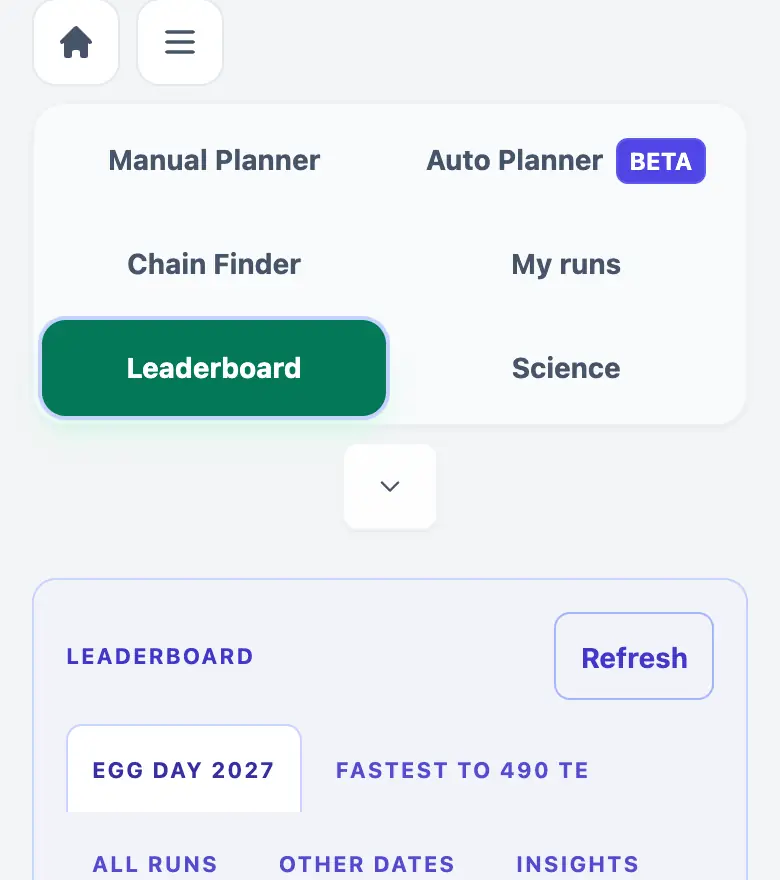 Manual Planner
Auto Planner BETA
Chain Finder
My runs
Leaderboard
Science
LEADERBOARD
Refresh
EGG DAY 2027
FASTEST TO 490 TE
ALL RUNS
OTHER DATES
INSIGHTS